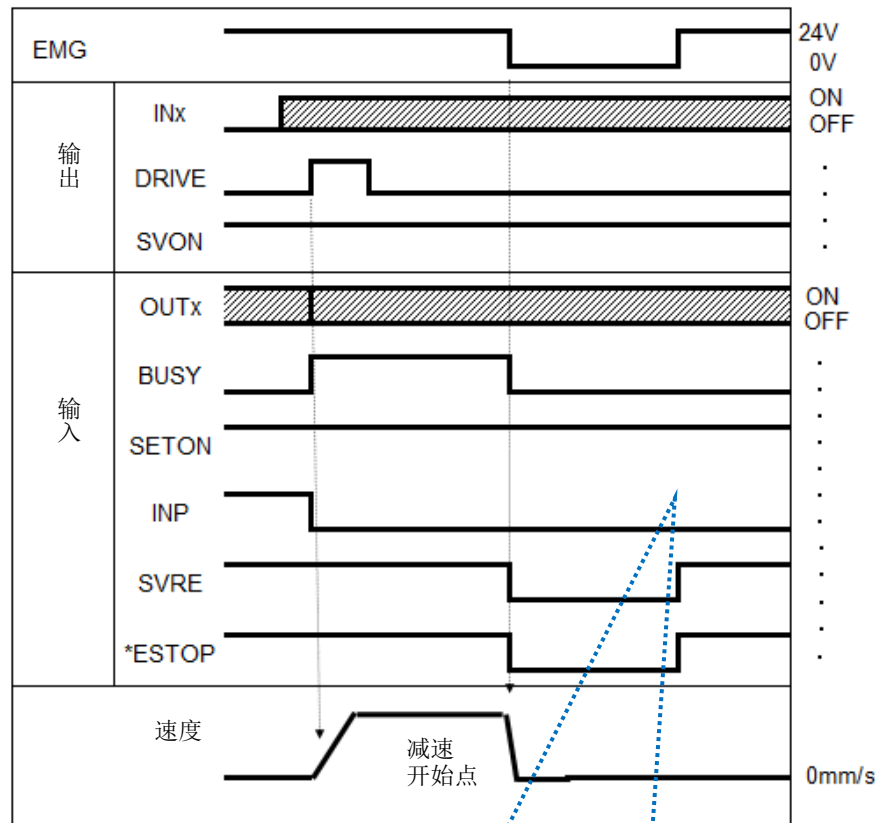 EMG
24V
0V
输出
INx
ON
OFF
DRIVE
SVON
输入
OUTx
ON
OFF
BUSY
SETON
INP
SVRE
*ESTOP
速度
减速
开始点
0mm/s